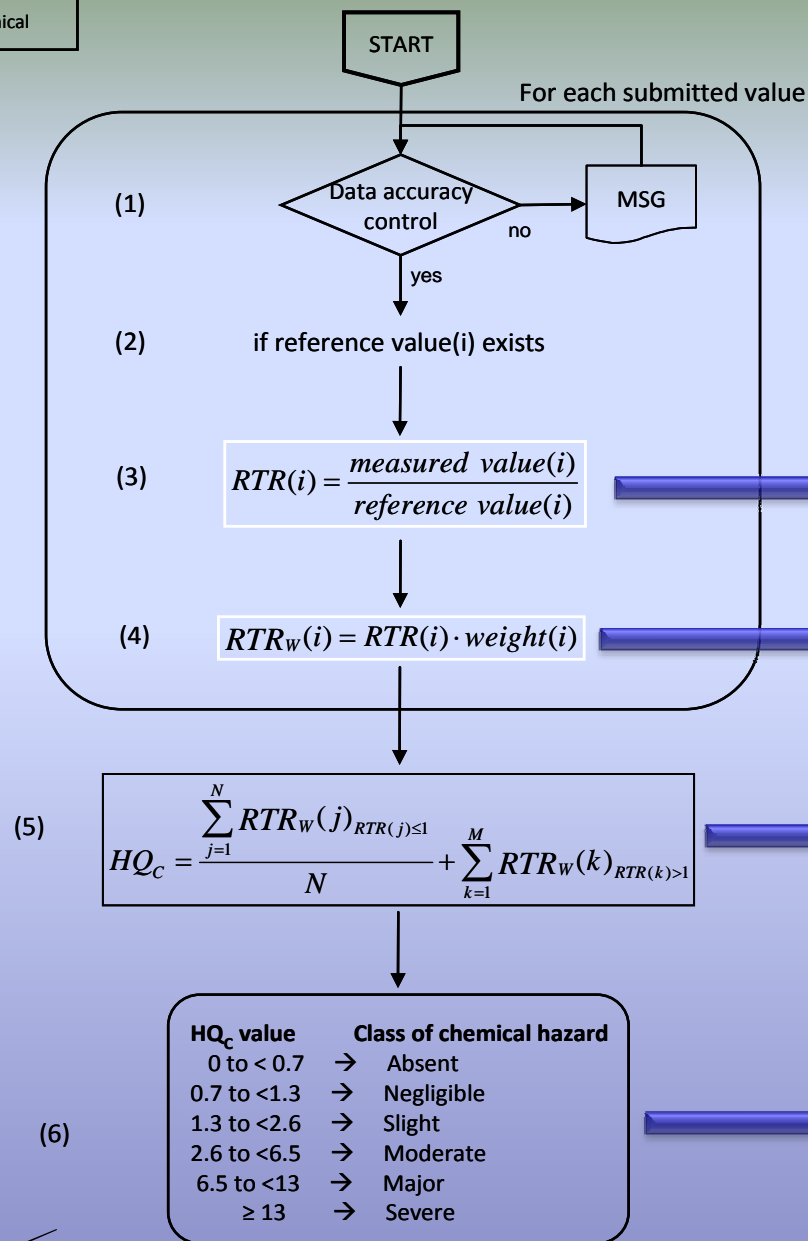 START
For each submitted value
(1)
Data accuracy
control
no
MSG
yes
(2) if reference value(i) exists
(3) RTR(i) = measured value(i) / reference value(i)
(4) RTR_W(i) = RTR(i) · weight(i)
(5) HQ_C = \frac{\sum_{j=1}^{N} RTR_W(j)_{RTR(j)≤1}}{N} + \sum_{k=1}^{M} RTR_W(k)_{RTR(k)>1}
HQ_C value Class of chemical hazard
0 to < 0.7 → Absent
0.7 to <1.3 → Negligible
1.3 to <2.6 → Slight
(6)
2.6 to <6.5 → Moderate
6.5 to <13 → Major
≥ 13 → Severe